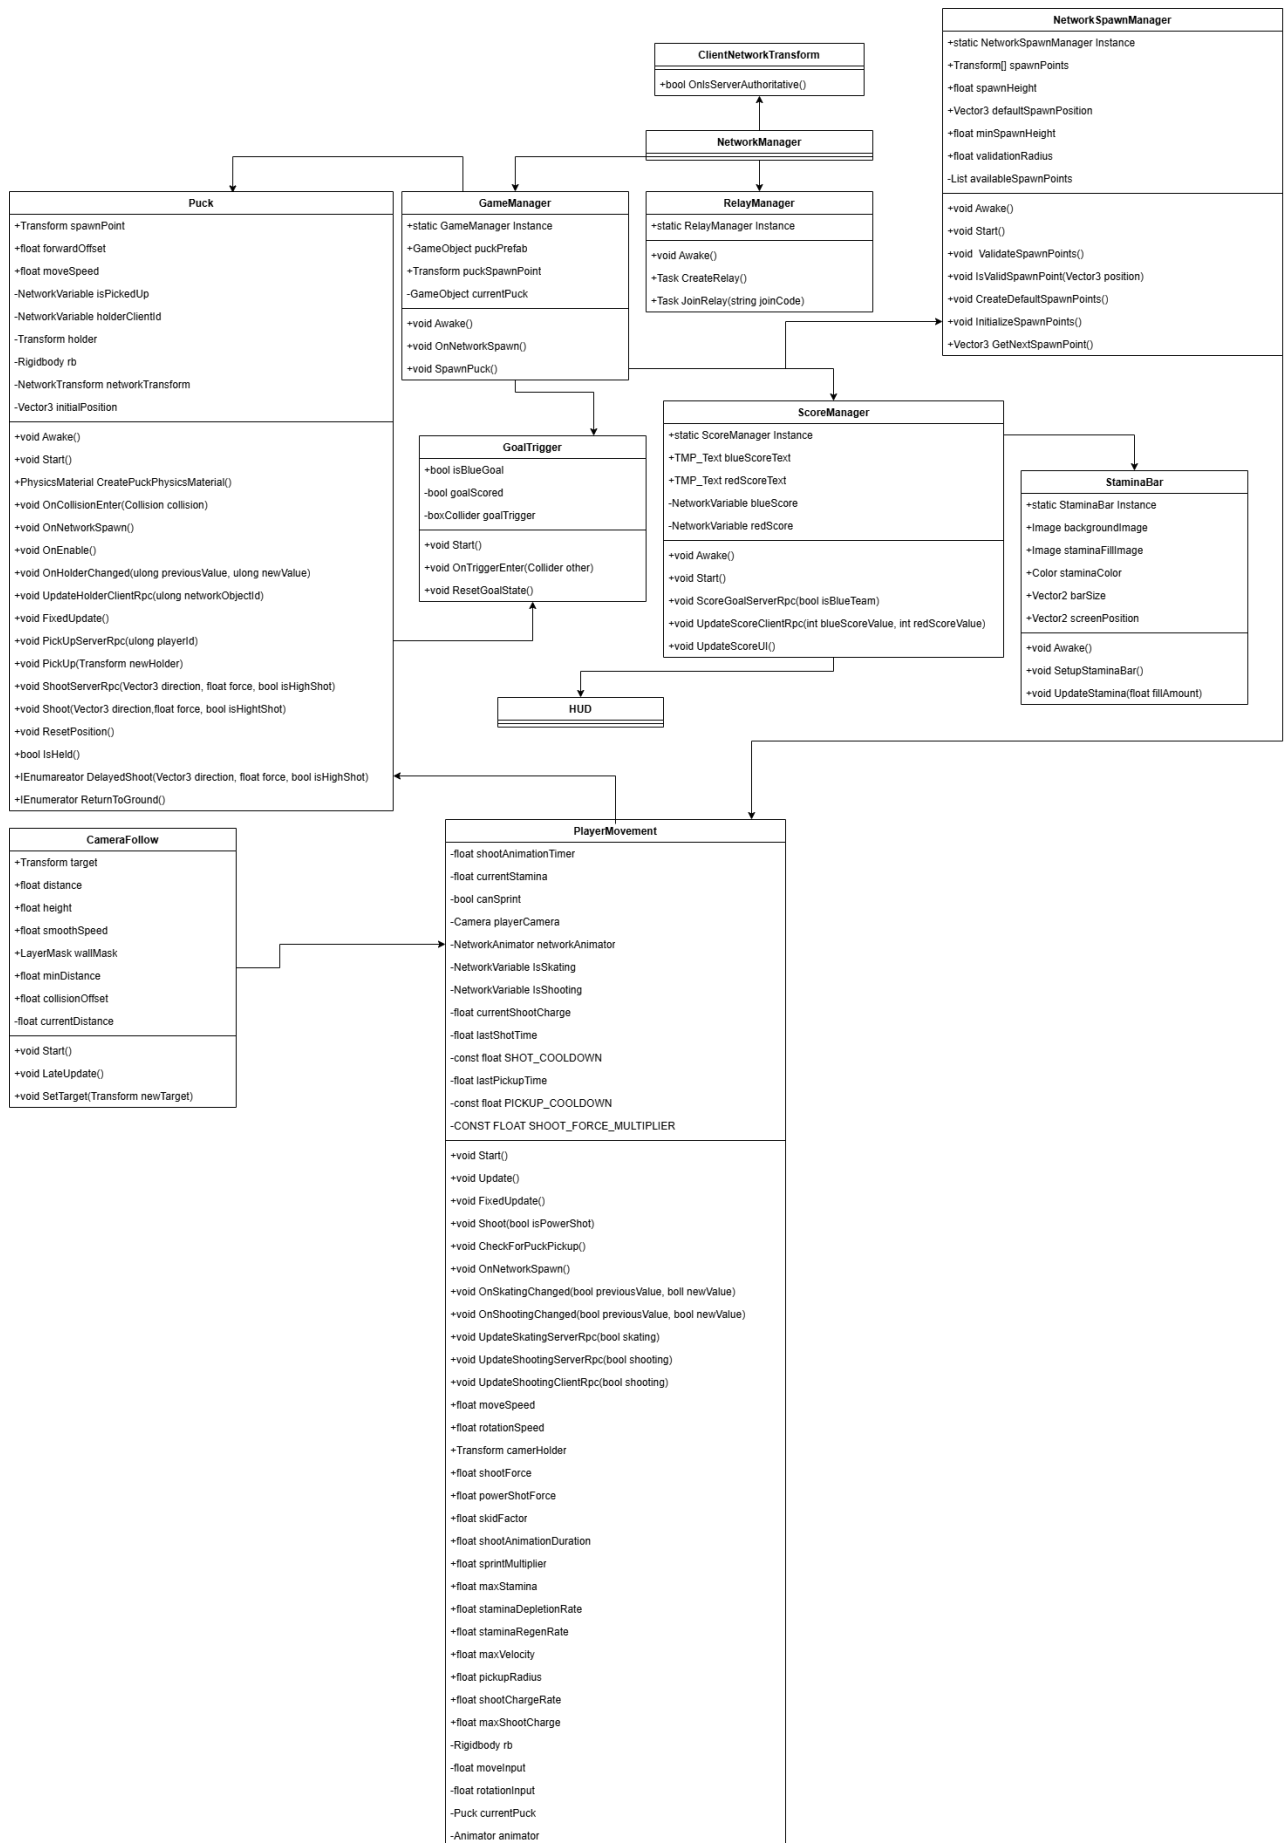 NetworkSpawnManager
+static NetworkSpawnManager Instance
+Transform[] spawnPoints
+float spawnHeight
+Vector3 defaultSpawnPosition
+float minSpawnHeight
+float validationRadius
-List availableSpawnPoints
+void Awake()
+void Start()
+void  ValidateSpawnPoints()
+void IsValidSpawnPoint(Vector3 position)
+void CreateDefaultSpawnPoints()
+void InitializeSpawnPoints()
+Vector3 GetNextSpawnPoint()
ClientNetworkTransform
+bool OnIsServerAuthoritative()
NetworkManager
Puck
+Transform spawnPoint
+float forwardOffset
+float moveSpeed
-NetworkVariable isPickedUp
-NetworkVariable holderClientId
-Transform holder
-Rigidbody rb
-NetworkTransform networkTransform
-Vector3 initialPosition
+void Awake()
+void Start()
+PhysicsMaterial CreatePuckPhysicsMaterial()
+void OnCollisionEnter(Collision collision)
+void OnNetworkSpawn()
+void OnEnable()
+void OnHolderChanged(ulong previousValue, ulong newValue)
+void UpdateHolderClientRpc(ulong networkObjectId)
+void FixedUpdate()
+void PickUpServerRpc(ulong playerId)
+void PickUp(Transform newHolder)
+void ShootServerRpc(Vector3 direction, float force, bool isHighShot)
+void Shoot(Vector3 direction,float force, bool isHightShot)
+void ResetPosition()
+bool IsHeld()
+IEnumareator DelayedShoot(Vector3 direction, float force, bool isHighShot)
+IEnumerator ReturnToGround()
GameManager
+static GameManager Instance
+GameObject puckPrefab
+Transform puckSpawnPoint
-GameObject currentPuck
+void Awake()
+void OnNetworkSpawn()
+void SpawnPuck()
RelayManager
+static RelayManager Instance
+void Awake()
+Task CreateRelay()
+Task JoinRelay(string joinCode)
GoalTrigger
+bool isBlueGoal
-bool goalScored
-boxCollider goalTrigger
+void Start()
+void OnTriggerEnter(Collider other)
+void ResetGoalState()
ScoreManager
+static ScoreManager Instance
+TMP_Text blueScoreText
+TMP_Text redScoreText
-NetworkVariable blueScore
-NetworkVariable redScore
+void Awake()
+void Start()
+void ScoreGoalServerRpc(bool isBlueTeam)
+void UpdateScoreClientRpc(int blueScoreValue, int redScoreValue)
+void UpdateScoreUI()
StaminaBar
+static StaminaBar Instance
+Image backgroundImage
+Image staminaFillImage
+Color staminaColor
+Vector2 barSize
+Vector2 screenPosition
+void Awake()
+void SetupStaminaBar()
+void UpdateStamina(float fillAmount)
HUD
CameraFollow
+Transform target
+float distance
+float height
+float smoothSpeed
+LayerMask wallMask
+float minDistance
+float collisionOffset
-float currentDistance
+void Start()
+void LateUpdate()
+void SetTarget(Transform newTarget)
PlayerMovement
-float shootAnimationTimer
-float currentStamina
-bool canSprint
-Camera playerCamera
-NetworkAnimator networkAnimator
-NetworkVariable IsSkating
-NetworkVariable IsShooting
-float currentShootCharge
-float lastShotTime
-const float SHOT_COOLDOWN
-float lastPickupTime
-const float PICKUP_COOLDOWN
-CONST FLOAT SHOOT_FORCE_MULTIPLIER
+void Start()
+void Update()
+void FixedUpdate()
+void Shoot(bool isPowerShot)
+void CheckForPuckPickup()
+void OnNetworkSpawn()
+void OnSkatingChanged(bool previousValue, boll newValue)
+void OnShootingChanged(bool previousValue, bool newValue)
+void UpdateSkatingServerRpc(bool skating)
+void UpdateShootingServerRpc(bool shooting)
+void UpdateShootingClientRpc(bool shooting)
+float moveSpeed
+float rotationSpeed
+Transform camerHolder
+float shootForce
+float powerShotForce
+float skidFactor
+float shootAnimationDuration
+float sprintMultiplier
+float maxStamina
+float staminaDepletionRate
+float staminaRegenRate
+float maxVelocity
+float pickupRadius
+float shootChargeRate
+float maxShootCharge
-Rigidbody rb
-float moveInput
-float rotationInput
-Puck currentPuck
-Animator animator